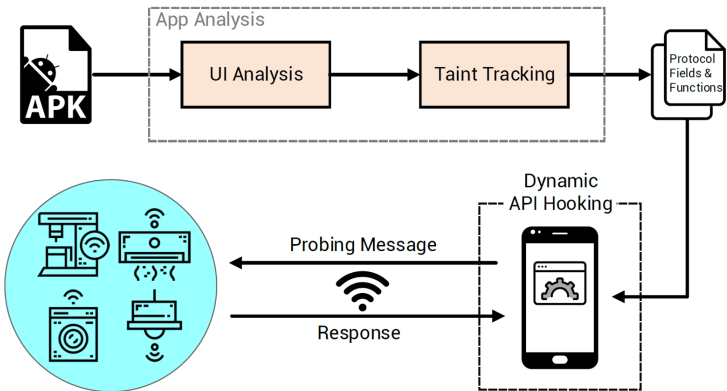 App Analysis
APK
UI Analysis
Taint Tracking
Protocol
Fields &
Functions
Dynamic
API Hooking
Probing Message
Response